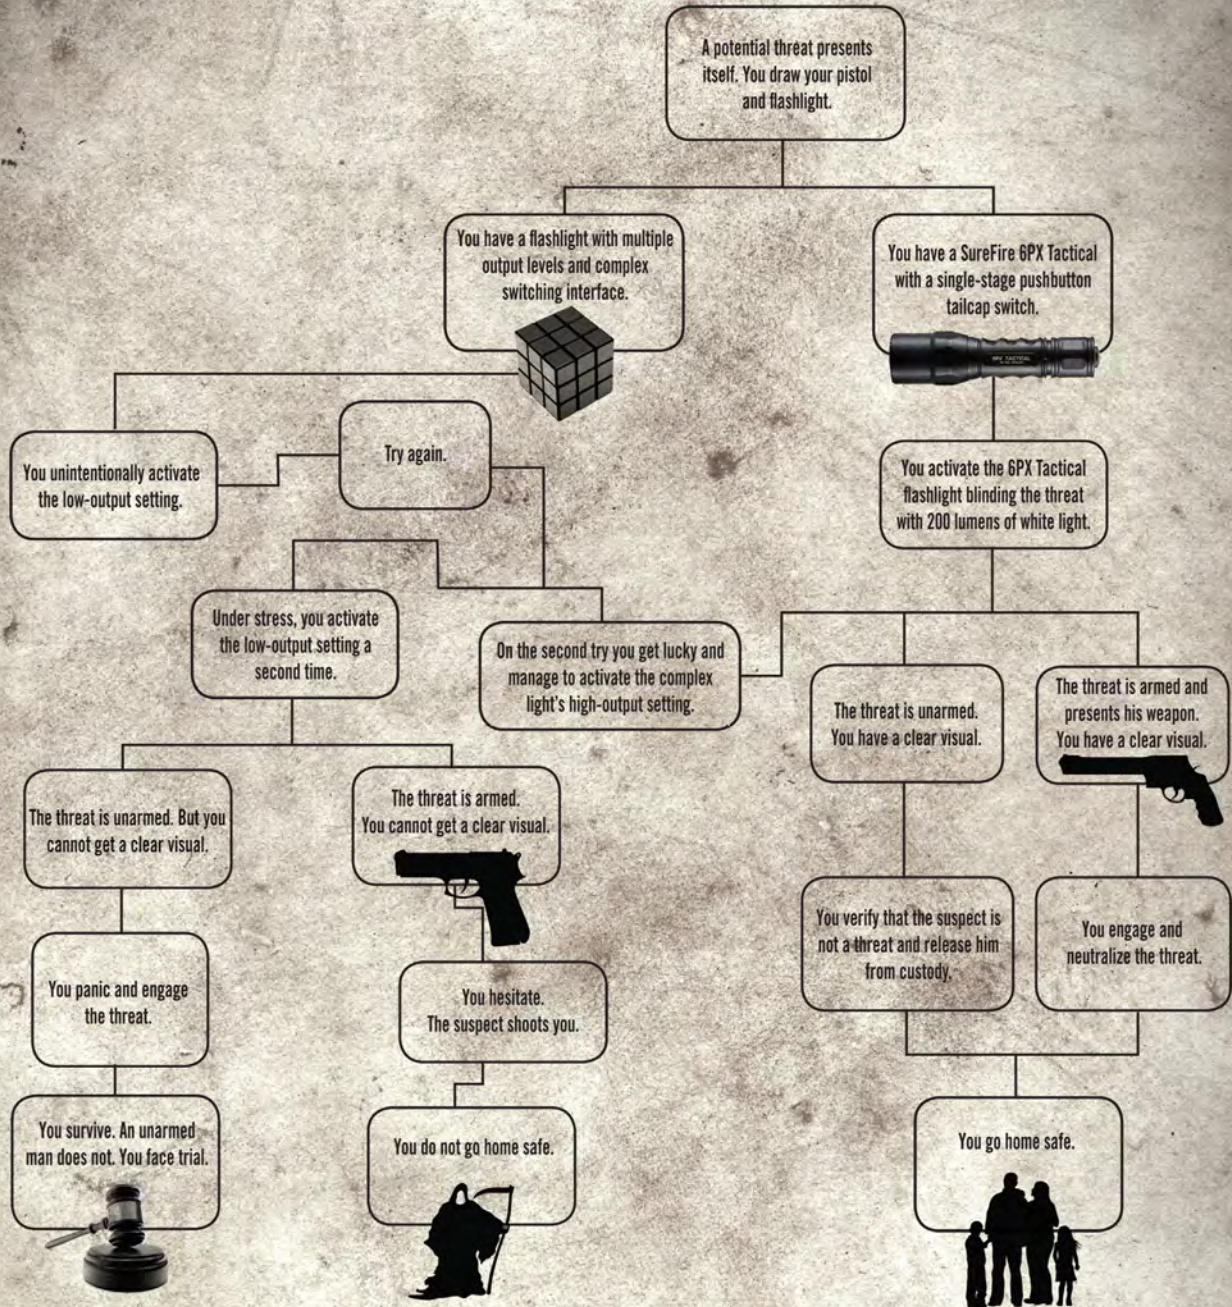 A potential threat presents
itself. You draw your pistol
and flashlight.
You have a flashlight with multiple
output levels and complex
switching interface.
You have a SureFire 6PX Tactical
with a single-stage pushbutton
tailcap switch.
6PX TACTICAL
You unintentionally activate
the low-output setting.
Try again.
You activate the 6PX Tactical
flashlight blinding the threat
with 200 lumens of white light.
Under stress, you activate
the low-output setting a
second time.
On the second try you get lucky and
manage to activate the complex
light's high-output setting.
The threat is unarmed.
You have a clear visual.
The threat is armed and
presents his weapon.
You have a clear visual.
The threat is unarmed. But you
cannot get a clear visual.
The threat is armed.
You cannot get a clear visual.
You verify that the suspect is
not a threat and release him
from custody.
You engage and
neutralize the threat.
You panic and engage
the threat.
You hesitate.
The suspect shoots you.
You survive. An unarmed
man does not. You face trial.
You do not go home safe.
You go home safe.